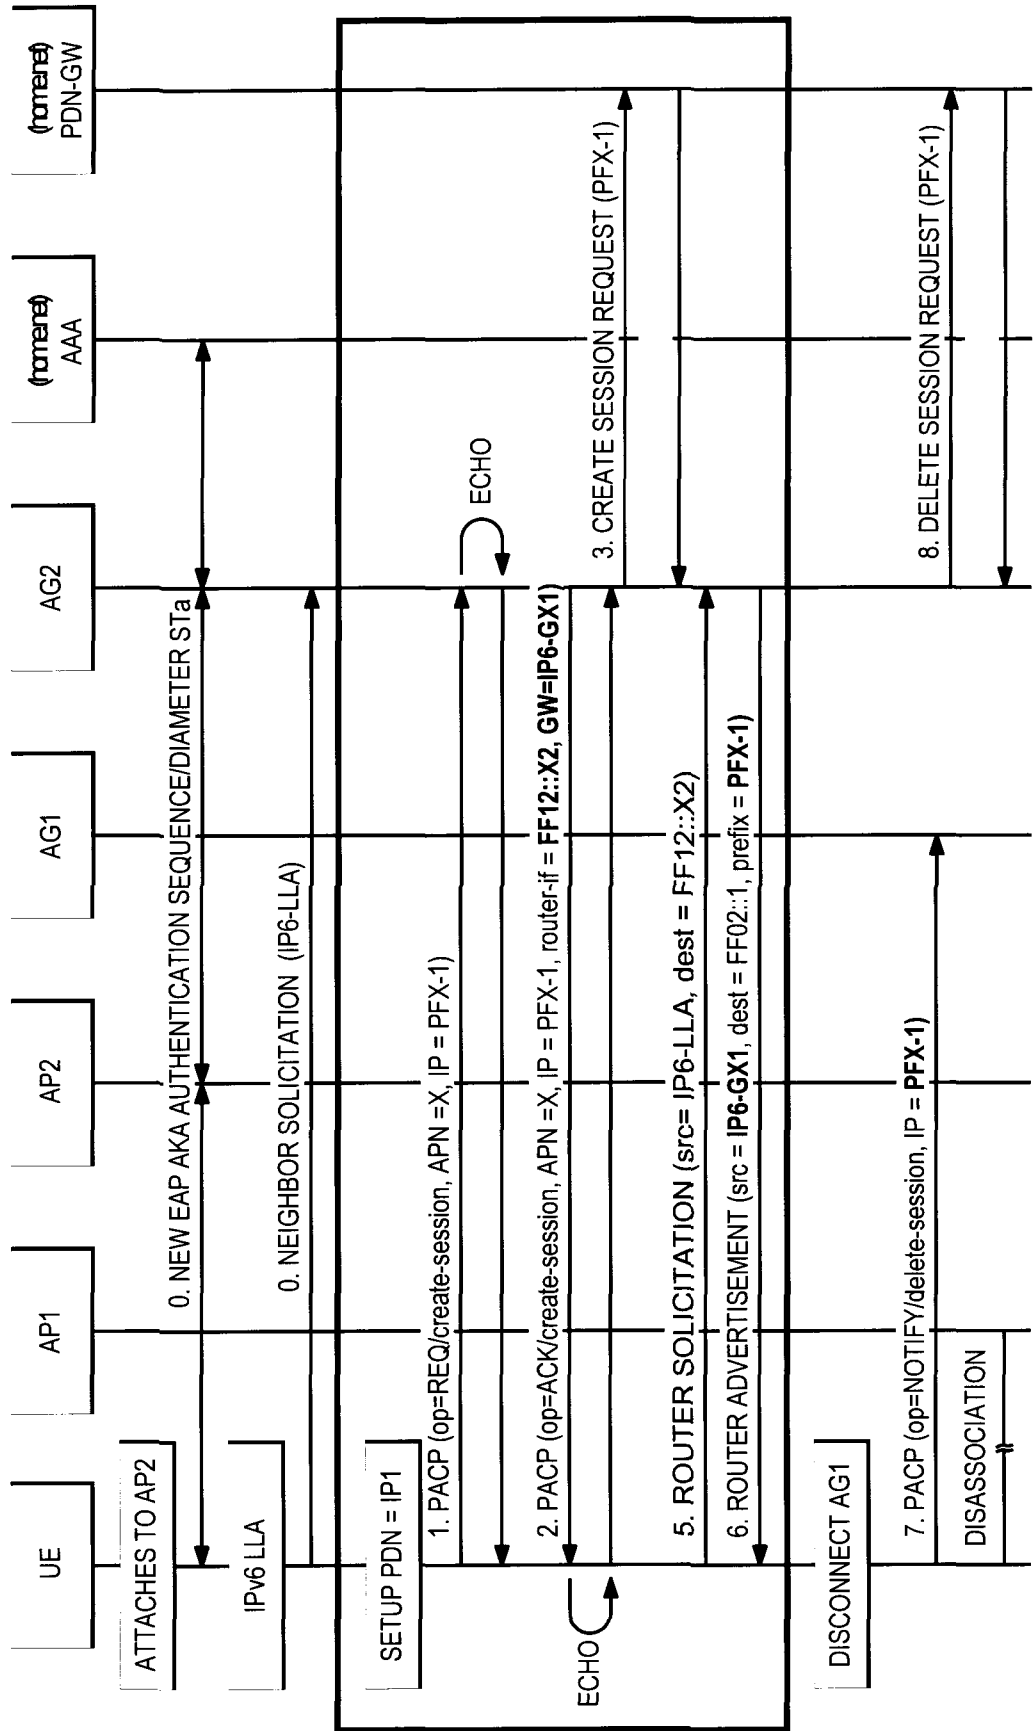 UE
AP1
AP2
AG1
AG2
AAA
PDN-GW
ATTACHES TO AP2
0. NEW EAP AKA AUTHENTICATION SEQUENCE/DIAMETER STa
IPv6 LLA
0. NEIGHBOR SOLICITATION (IP6-LLA)
SETUP PDN = IP1
1. PACP (op=REQ/create-session, APN =X, IP = PFX-1)
ECHO
2. PACP (op=ACK/create-session, APN =X, IP = PFX-1, router-if = FF12::X2, GW=IP6-GX1)
ECHO
3. CREATE SESSION REQUEST (PFX-1)
5. ROUTER SOLICITATION (src= IP6-LLA, dest = FF12::X2)
6. ROUTER ADVERTISEMENT (src = IP6-GX1, dest = FF02::1, prefix = PFX-1)
DISCONNECT AG1
7. PACP (op=NOTIFY/delete-session, IP = PFX-1)
8. DELETE SESSION REQUEST (PFX-1)
DISASSOCIATION